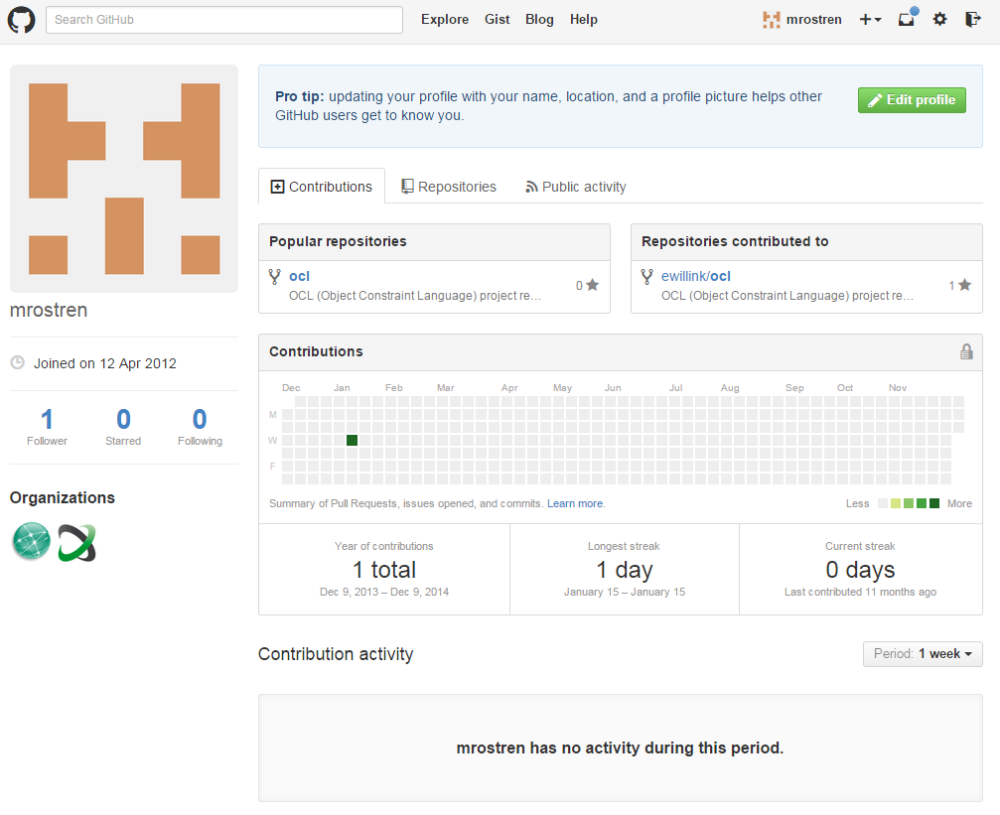 Search GitHub
Explore Gist Blog Help
mrostren
Pro tip: updating your profile with your name, location, and a profile picture helps other
GitHub users get to know you.
Edit profile
mrostren
Joined on 12 Apr 2012
1 0 0
Follower Starred Following
Organizations
Contributions Repositories Public activity
Popular repositories
ocl
OCL (Object Constraint Language) project re…
0
Repositories contributed to
ewillink/ocl
OCL (Object Constraint Language) project re…
1
Contributions
Dec Jan Feb Mar Apr May Jun Jul Aug Sep Oct Nov
M
W
F
Summary of Pull Requests, issues opened, and commits. Learn more.
Less More
Year of contributions
1 total
Dec 9, 2013 – Dec 9, 2014
Longest streak
1 day
January 15 – January 15
Current streak
0 days
Last contributed 11 months ago
Contribution activity
Period: 1 week
mrostren has no activity during this period.